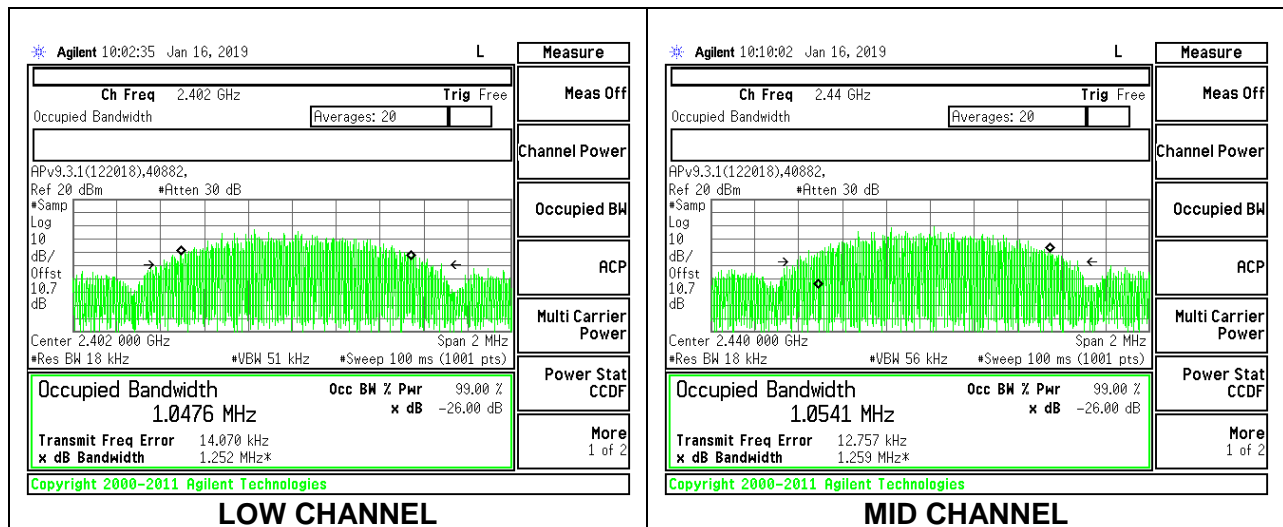 Agilent 10:02:35 Jan 16, 2019 L
Measure
Ch Freq 2.402 GHz Trig Free
Meas Off
Occupied Bandwidth Averages: 20
Channel Power
APv9.3.1(122018),40882,
Ref 20 dBm #Atten 30 dB
#Samp
Log
10
dB/
Offst
10.7
dB
Occupied BW
ACP
Multi Carrier
Power
Center 2.402 000 GHz Span 2 MHz
#Res BW 18 kHz #VBW 51 kHz #Sweep 100 ms (1001 pts)
Power Stat
CCDF
Occupied Bandwidth Occ BW % Pwr 99.00 %
1.0476 MHz x dB -26.00 dB
Transmit Freq Error 14.070 kHz
x dB Bandwidth 1.252 MHz*
More
1 of 2
Copyright 2000-2011 Agilent Technologies
LOW CHANNEL
Agilent 10:10:02 Jan 16, 2019 L
Measure
Ch Freq 2.44 GHz Trig Free
Meas Off
Occupied Bandwidth Averages: 20
Channel Power
APv9.3.1(122018),40882,
Ref 20 dBm #Atten 30 dB
#Samp
Log
10
dB/
Offst
10.7
dB
Occupied BW
ACP
Multi Carrier
Power
Center 2.440 000 GHz Span 2 MHz
#Res BW 18 kHz #VBW 56 kHz #Sweep 100 ms (1001 pts)
Power Stat
CCDF
Occupied Bandwidth Occ BW % Pwr 99.00 %
1.0541 MHz x dB -26.00 dB
Transmit Freq Error 12.757 kHz
x dB Bandwidth 1.259 MHz*
More
1 of 2
Copyright 2000-2011 Agilent Technologies
MID CHANNEL